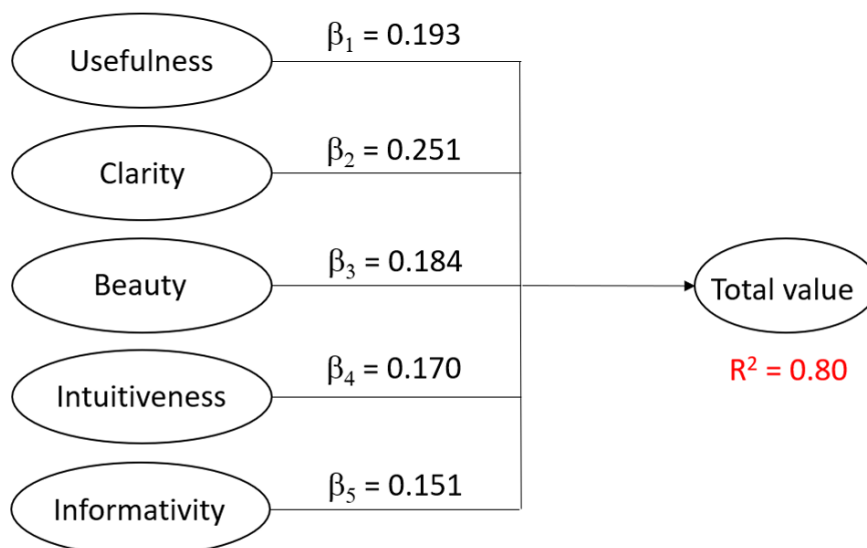 Usefulness
β₁ = 0.193
Clarity
β₂ = 0.251
Beauty
β₃ = 0.184
Total value
Intuitiveness
β₄ = 0.170
R² = 0.80
Informativity
β₅ = 0.151